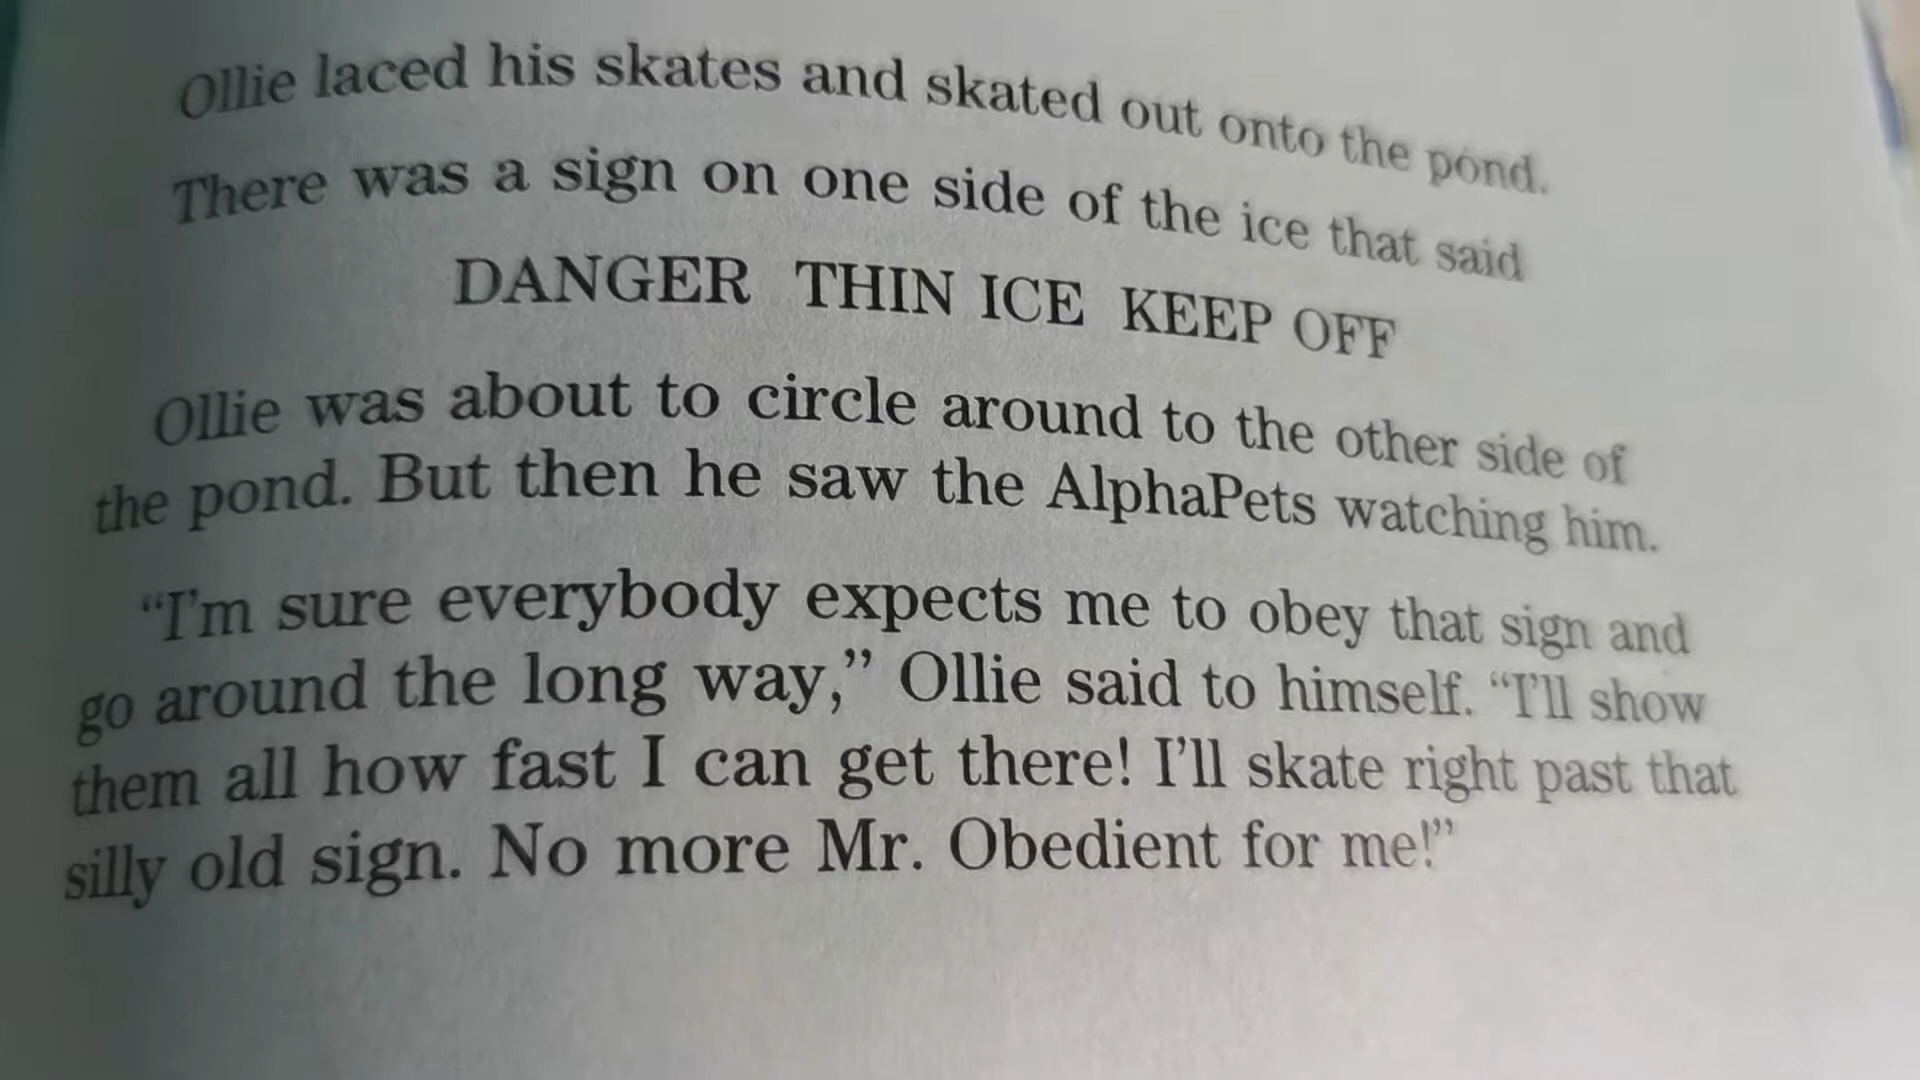 Ollie laced his skates and skated out onto the pond.
There was a sign on one side of the ice that said
DANGER THIN ICE KEEP OFF
Ollie was about to circle around to the other side of
the pond. But then he saw the AlphaPets watching him.
“I'm sure everybody expects me to obey that sign and
go around the long way,” Ollie said to himself. “I'll show
them all how fast I can get there! I’ll skate right past that
silly old sign. No more Mr. Obedient for me!”